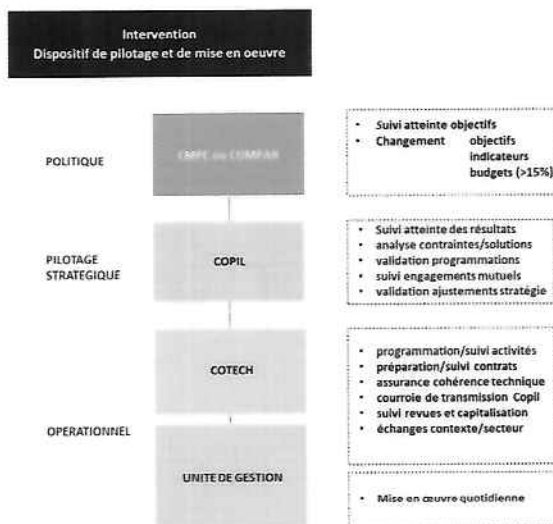 Intervention
Dispositif de pilotage et de mise en oeuvre
POLITIQUE
CMPC ou COMPAR
• Suivi atteinte objectifs
• Changement objectifs
indicateurs
budgets (>15%)
PILOTAGE
STRATEGIQUE
COPIL
• Suivi atteinte des résultats
• analyse contraintes/solutions
• validation programmations
• suivi engagements mutuels
• validation ajustements stratégie
OPERATIONNEL
COTECH
• programmation/suivi activités
• préparation/suivi contrats
• assurance cohérence technique
• courroie de transmission Copil
• suivi revues et capitalisation
• échanges contexte/secteur
UNITE DE GESTION
• Mise en œuvre quotidienne